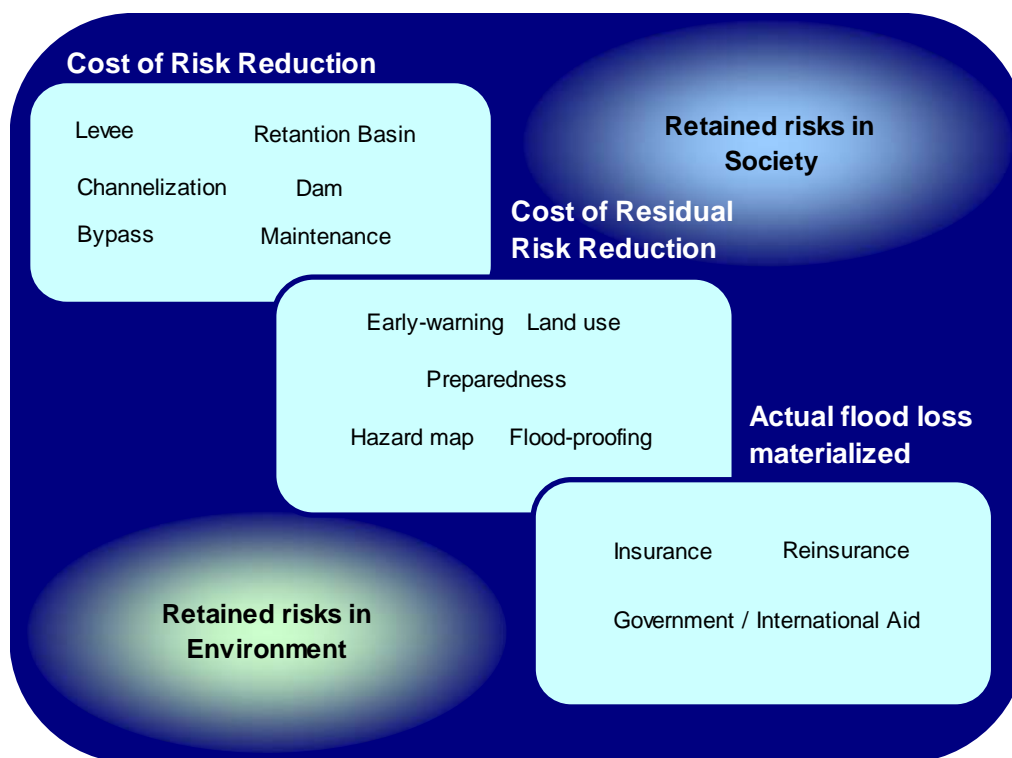 Cost of Risk Reduction
Levee Retantion Basin
Channelization Dam
Bypass Maintenance
Retained risks in
Society
Cost of Residual
Risk Reduction
Early-warning Land use
Preparedness
Hazard map Flood-proofing
Actual flood loss
materialized
Insurance Reinsurance
Government / International Aid
Retained risks in
Environment